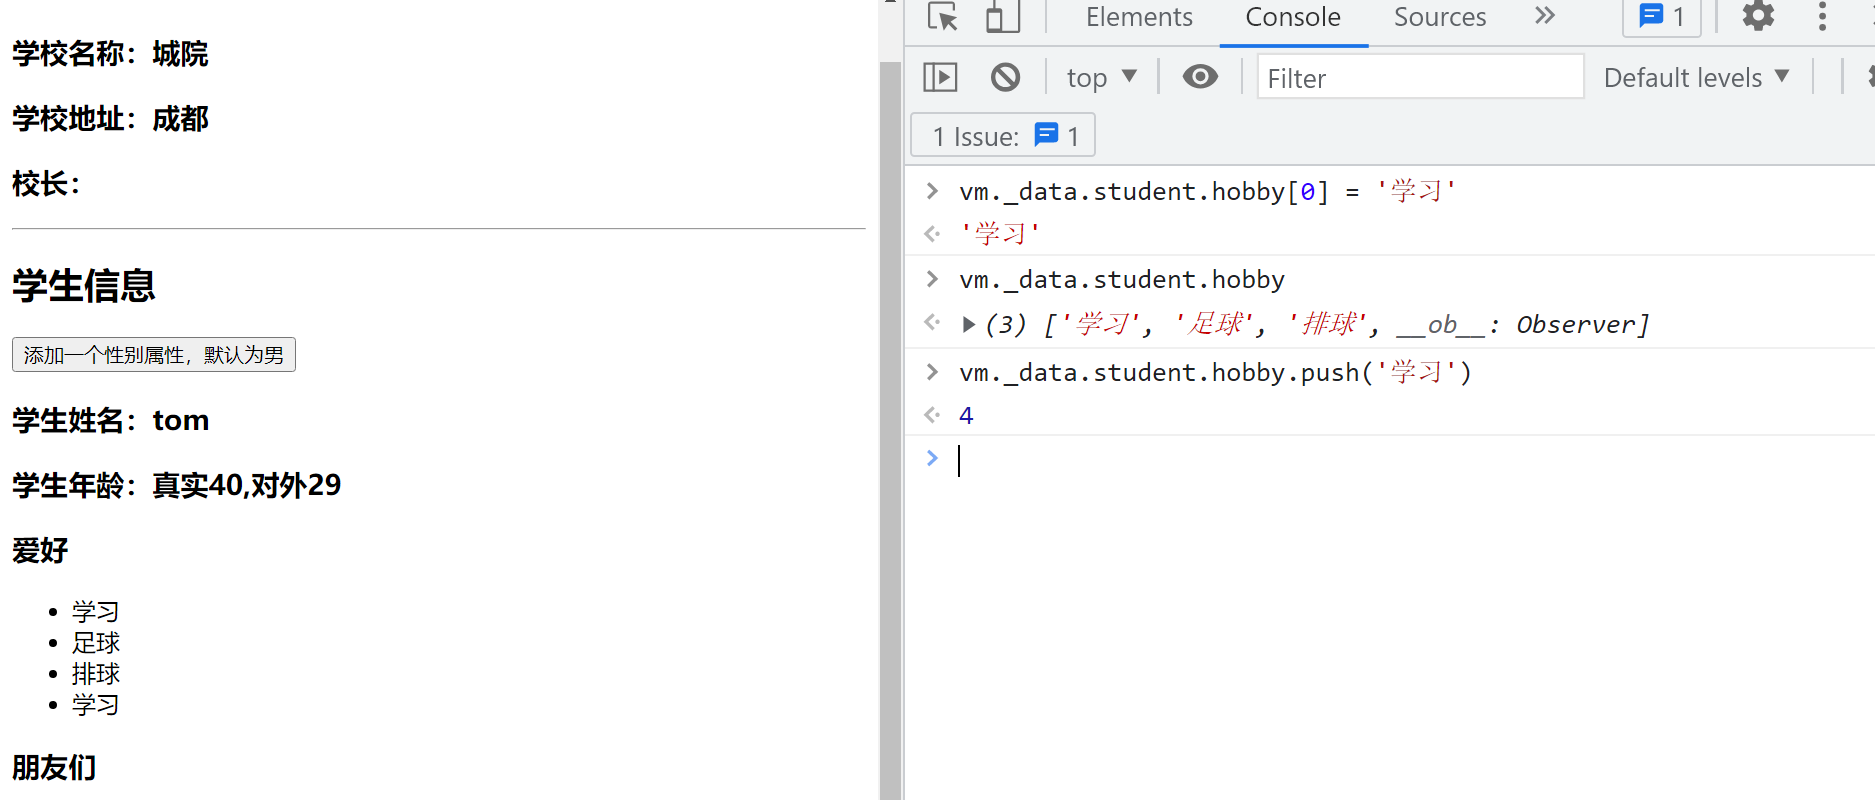 学校名称：城院
学校地址：成都
校长：
学生信息
添加一个性别属性，默认为男
学生姓名：tom
学生年龄：真实40,对外29
爱好
学习
足球
排球
学习
朋友们
Elements Console Sources 1
top Filter Default levels
1 Issue: 1
vm._data.student.hobby[0] = '学习'
'学习'
vm._data.student.hobby
(3) ['学习', '足球', '排球', __ob__: Observer]
vm._data.student.hobby.push('学习')
4